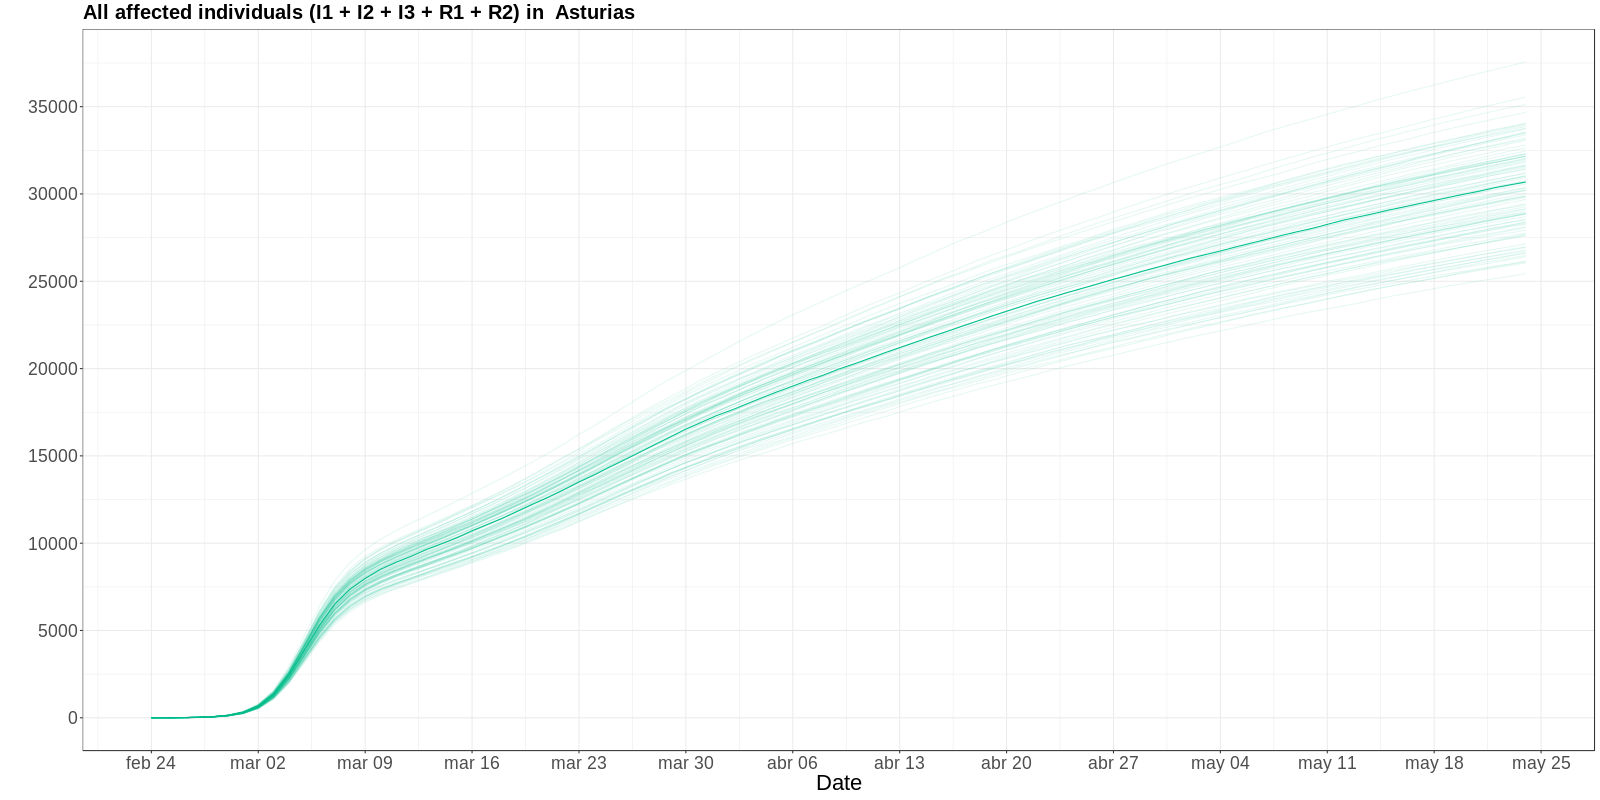 All affected individuals (I1 + I2 + I3 + R1 + R2) in  Asturias
35000
30000
25000
20000
15000
10000
5000
0
feb 24 mar 02 mar 09 mar 16 mar 23 mar 30 abr 06 abr 13 abr 20 abr 27 may 04 may 11 may 18 may 25
Date